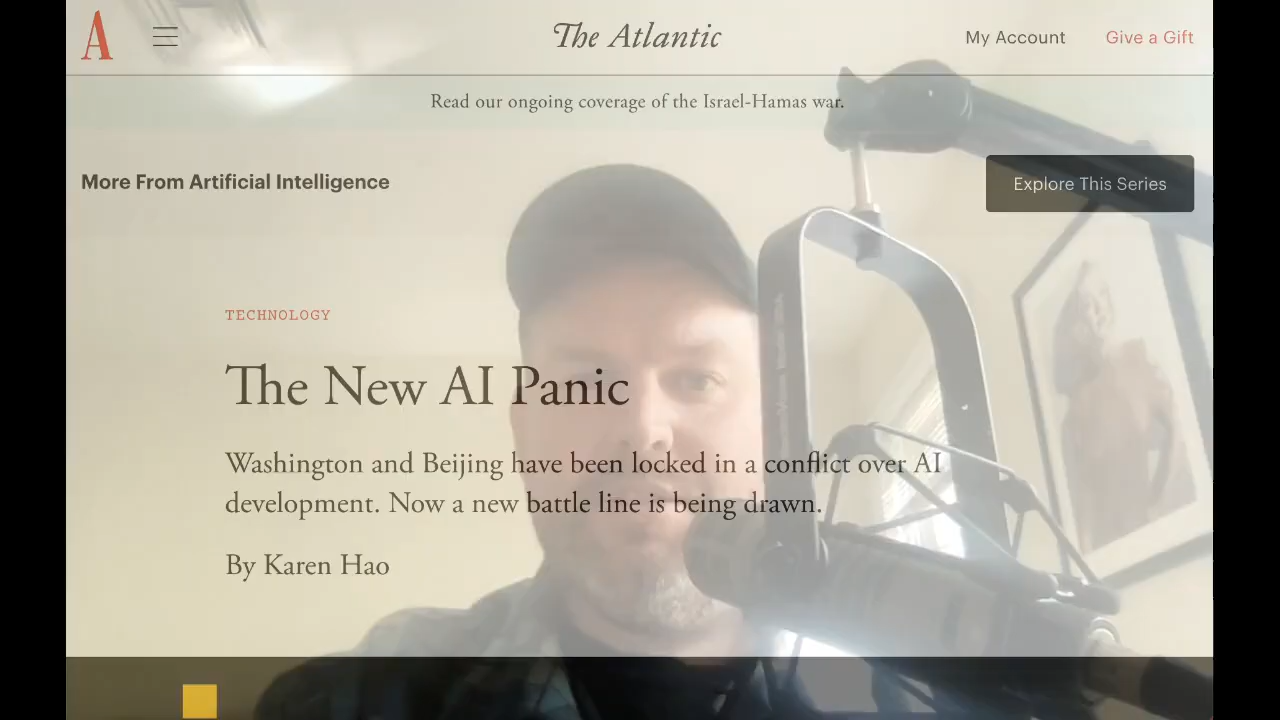 A
The Atlantic
My Account
Give a Gift
Read our ongoing coverage of the Israel-Hamas war.
More From Artificial Intelligence
Explore This Series
TECHNOLOGY
The New AI Panic
Washington and Beijing have been locked in a conflict over AI
development. Now a new battle line is being drawn.
By Karen Hao